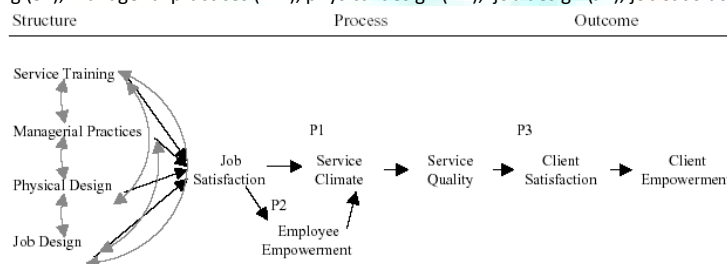 Structure Process Outcome
Service Training
Managerial Practices
Physical Design
Job Design
P1
P3
Job
Satisfaction
Service
Climate
Service
Quality
Client
Satisfaction
Client
Empowerment
P2
Employee
Empowerment